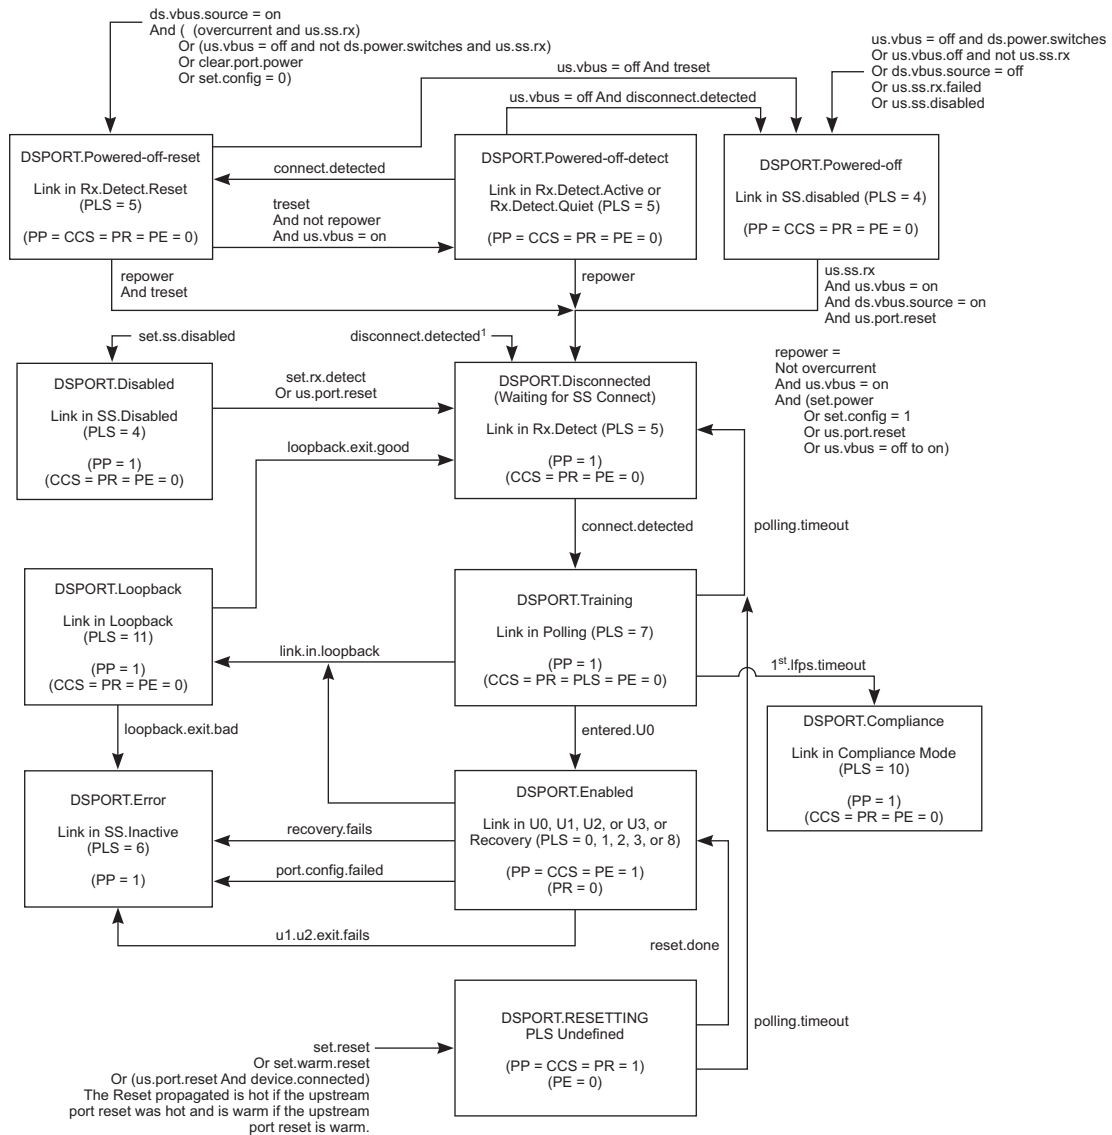 ds.vbus.source = on
And (  (overcurrent and us.ss.rx)
Or (us.vbus = off and not ds.power.switches and us.ss.rx)
Or clear.port.power
Or set.config = 0)
us.vbus = off and ds.power.switches
Or us.vbus.off and not us.ss.rx
Or ds.vbus.source = off
Or us.ss.rx.failed
Or us.ss.disabled
us.vbus = off And treset
us.vbus = off And disconnect.detected
DSPORT.Powered-off-reset
Link in Rx.Detect.Reset
(PLS = 5)
(PP = CCS = PR = PE = 0)
connect.detected
treset
And not repower
And us.vbus = on
DSPORT.Powered-off-detect
Link in Rx.Detect.Active or
Rx.Detect.Quiet (PLS = 5)
(PP = CCS = PR = PE = 0)
DSPORT.Powered-off
Link in SS.disabled (PLS = 4)
(PP = CCS = PR = PE = 0)
repower
And treset
repower
us.ss.rx
And us.vbus = on
And ds.vbus.source = on
And us.port.reset
set.ss.disabled
disconnect.detected1
repower =
Not overcurrent
And us.vbus = on
And (set.power
Or set.config = 1
Or us.port.reset
Or us.vbus = off to on)
DSPORT.Disabled
Link in SS.Disabled
(PLS = 4)
(PP = 1)
(CCS = PR = PE = 0)
set.rx.detect
Or us.port.reset
loopback.exit.good
DSPORT.Disconnected
(Waiting for SS Connect)
Link in Rx.Detect (PLS = 5)
(PP = 1)
(CCS = PR = PE = 0)
connect.detected
polling.timeout
DSPORT.Loopback
Link in Loopback
(PLS = 11)
(PP = 1)
(CCS = PR = PE = 0)
link.in.loopback
DSPORT.Training
Link in Polling (PLS = 7)
(PP = 1)
(CCS = PR = PLS = PE = 0)
1st.lfps.timeout
loopback.exit.bad
entered.U0
DSPORT.Compliance
Link in Compliance Mode
(PLS = 10)
(PP = 1)
(CCS = PR = PE = 0)
DSPORT.Error
Link in SS.Inactive
(PLS = 6)
(PP = 1)
recovery.fails
port.config.failed
DSPORT.Enabled
Link in U0, U1, U2, or U3, or
Recovery (PLS = 0, 1, 2, 3, or 8)
(PP = CCS = PE = 1)
(PR = 0)
u1.u2.exit.fails
reset.done
DSPORT.RESETTING
PLS Undefined
(PP = CCS = PR = 1)
(PE = 0)
polling.timeout
set.reset
Or set.warm.reset
Or (us.port.reset And device.connected)
The Reset propagated is hot if the upstream
port reset was hot and is warm if the upstream
port reset is warm.